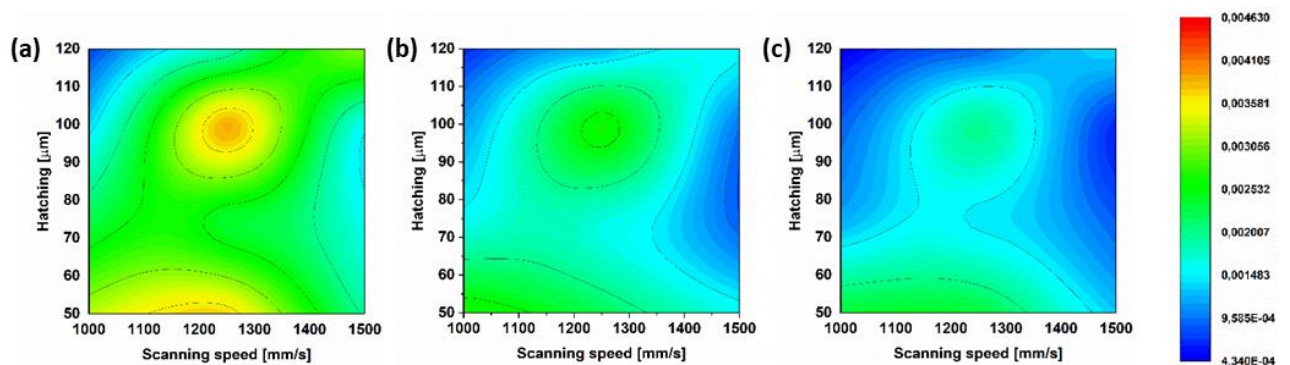 (a)
Hatching [µm]
120
110
100
90
80
70
60
50
1000 1100 1200 1300 1400 1500
Scanning speed [mm/s]
(b)
Hatching [µm]
120
110
100
90
80
70
60
50
1000 1100 1200 1300 1400 1500
Scanning speed [mm/s]
(c)
Hatching [µm]
120
110
100
90
80
70
60
50
1000 1100 1200 1300 1400 1500
Scanning speed [mm/s]
0,004630
0,004105
0,003581
0,003056
0,002532
0,002007
0,001483
9,585E-04
4,340E-04